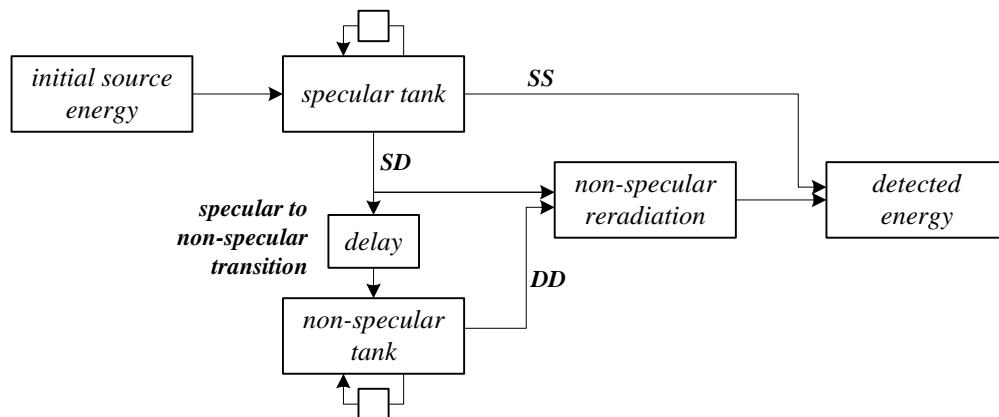 initial source
energy
specular tank
SS
SD
specular to
non-specular
transition
delay
non-specular
reradiation
detected
energy
DD
non-specular
tank